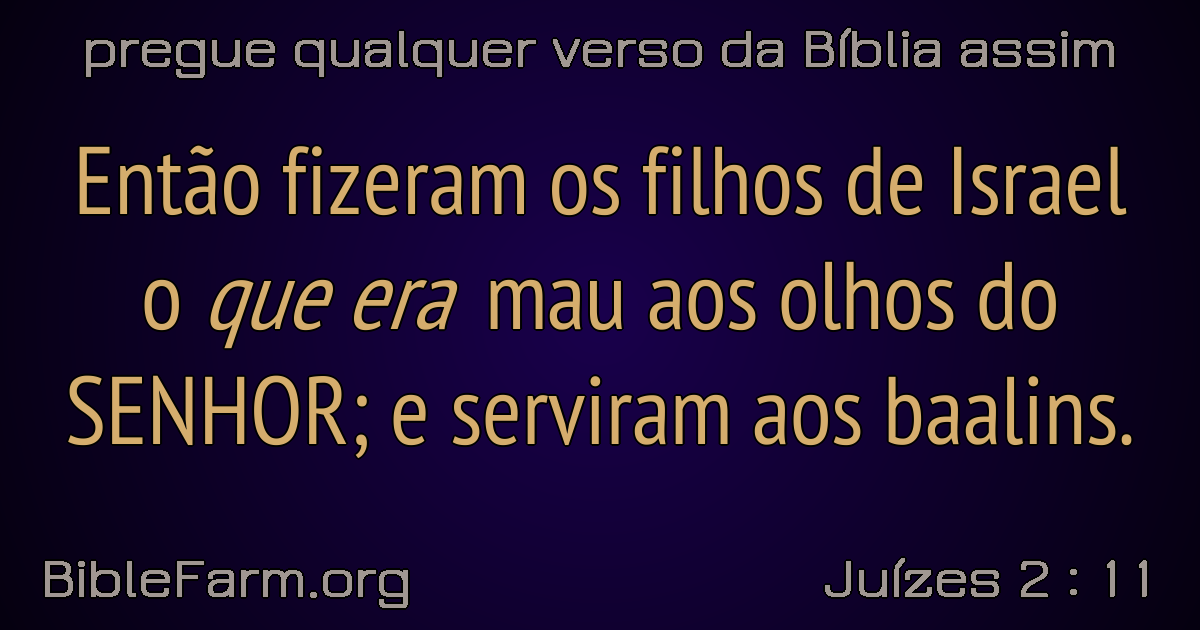 pregue qualquer verso da Bíblia assim
Então fizeram os filhos de Israel
o que era mau aos olhos do
SENHOR; e serviram aos baalins.
BibleFarm.org
Juízes 2 : 11